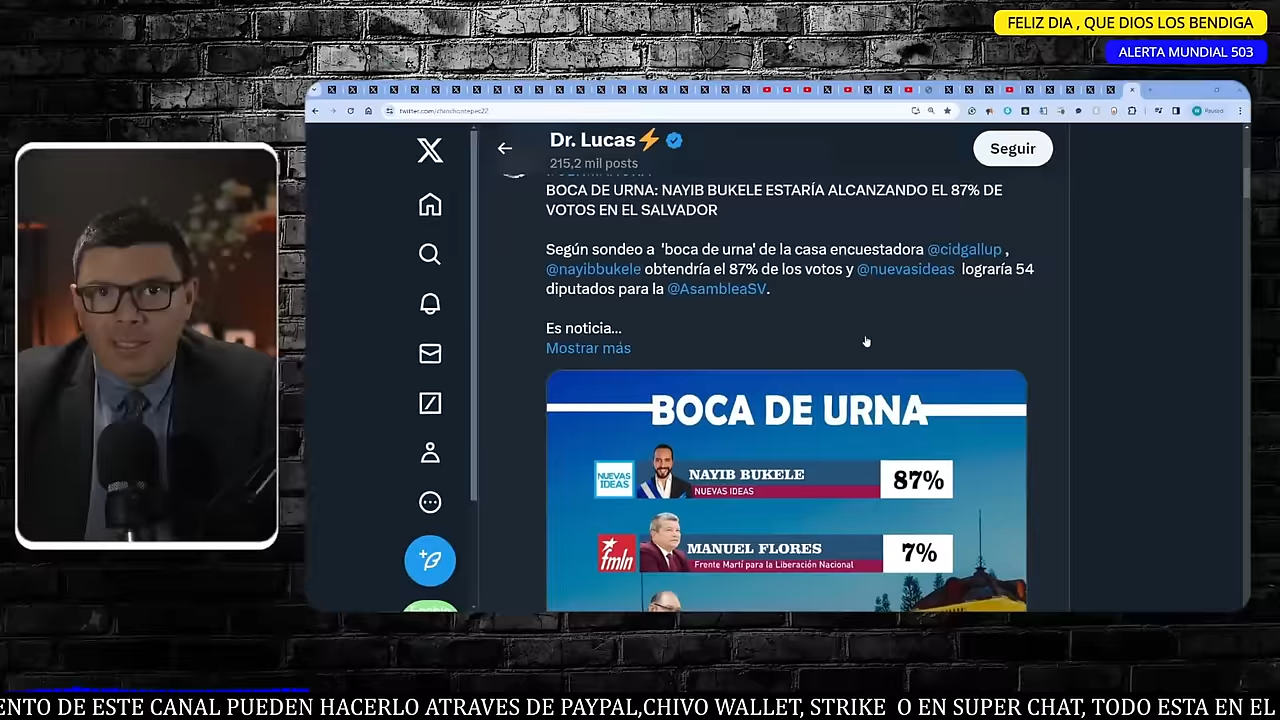 FELIZ DIA , QUE DIOS LOS BENDIGA
ALERTA MUNDIAL 503
twitter.com/chinchontepec22
Dr. Lucas
215,2 mil posts
Seguir
BOCA DE URNA: NAYIB BUKELE ESTARÍA ALCANZANDO EL 87% DE
VOTOS EN EL SALVADOR
Según sondeo a 'boca de urna' de la casa encuestadora @cidgallup ,
@nayibbukele obtendría el 87% de los votos y @nuevasideas lograría 54
diputados para la @AsambleaSV.
Es noticia...
Mostrar más
BOCA DE URNA
NUEVAS
IDEAS
NAYIB BUKELE
NUEVAS IDEAS
87%
fmln
MANUEL FLORES
Frente Martí para la Liberación Nacional
7%
ENTO DE ESTE CANAL PUEDEN HACERLO ATRAVES DE PAYPAL,CHIVO WALLET, STRIKE O EN SUPER CHAT, TODO ESTA EN EL